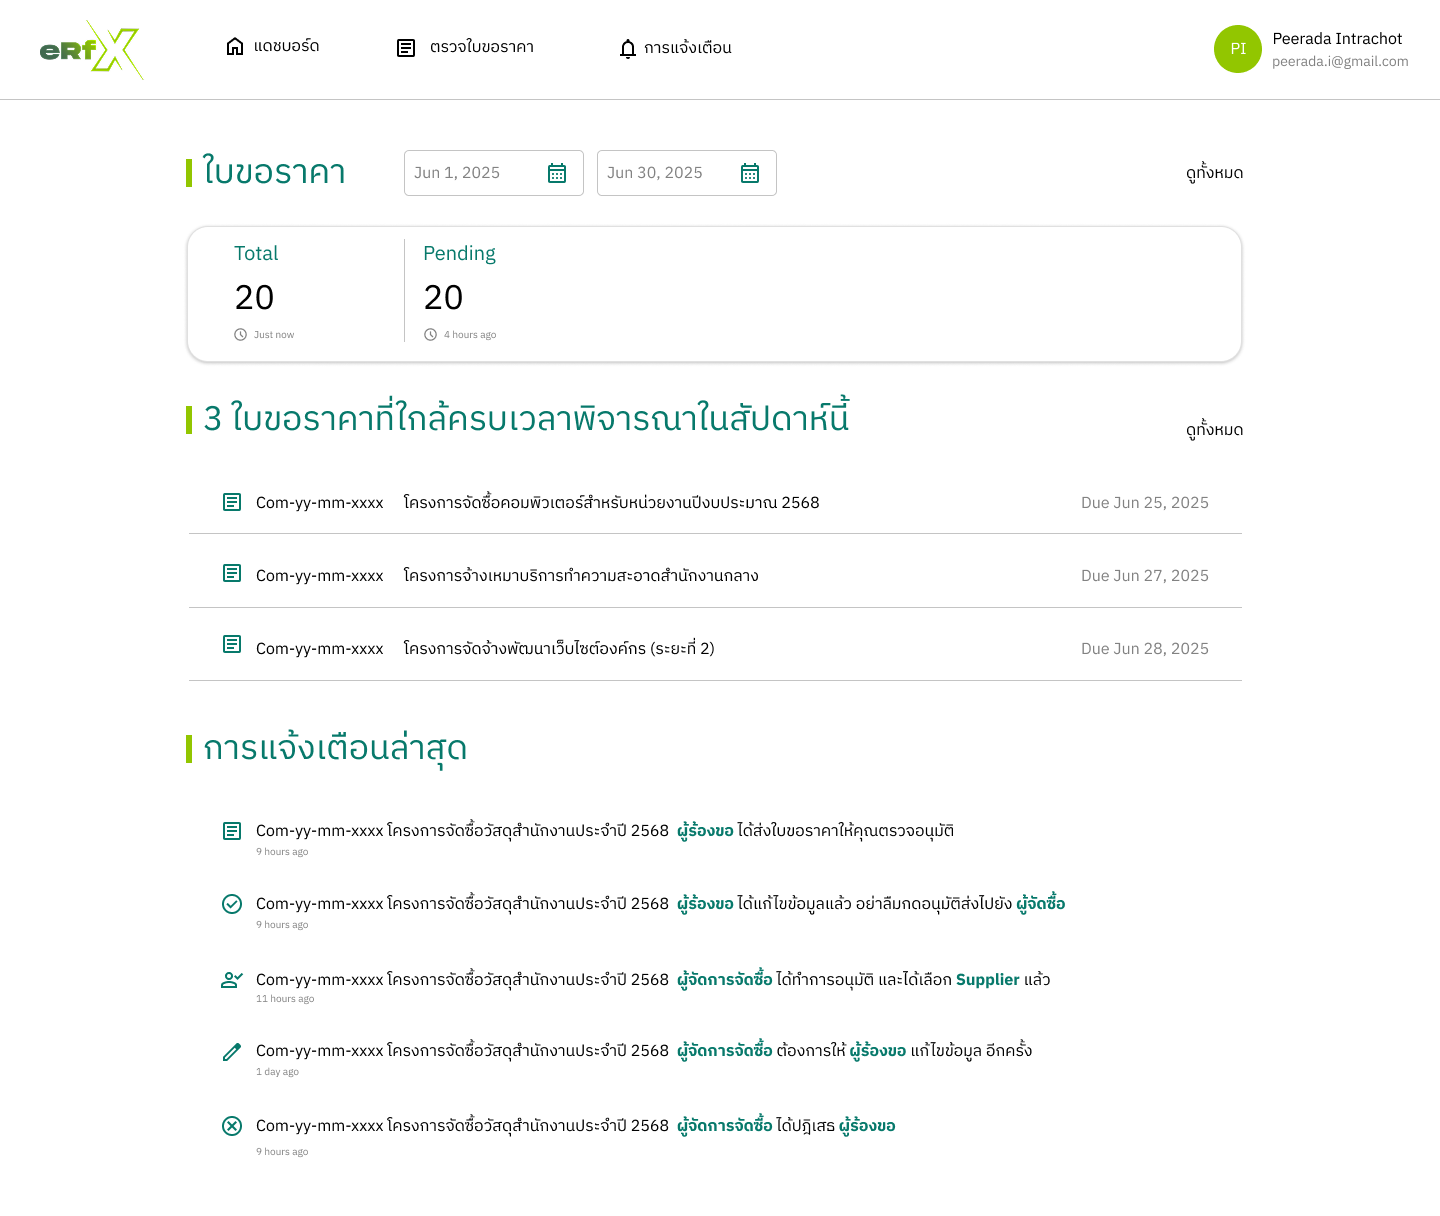 eRfX
แดชบอร์ด
ตรวจใบขอราคา
การแจ้งเตือน
PI
Peerada Intrachot
peerada.i@gmail.com
ใบขอราคา
Jun 1, 2025
Jun 30, 2025
ดูทั้งหมด
Total
20
Just now
Pending
20
4 hours ago
3 ใบขอราคาที่ใกล้ครบเวลาพิจารณาในสัปดาห์นี้
ดูทั้งหมด
Com-yy-mm-xxxx โครงการจัดซื้อคอมพิวเตอร์สำหรับหน่วยงานปีงบประมาณ 2568 Due Jun 25, 2025
Com-yy-mm-xxxx โครงการจ้างเหมาบริการทำความสะอาดสำนักงานกลาง Due Jun 27, 2025
Com-yy-mm-xxxx โครงการจัดจ้างพัฒนาเว็บไซต์องค์กร (ระยะที่ 2) Due Jun 28, 2025
การแจ้งเตือนล่าสุด
Com-yy-mm-xxxx โครงการจัดซื้อวัสดุสำนักงานประจำปี 2568 ผู้ร้องขอ ได้ส่งใบขอราคาให้คุณตรวจอนุมัติ
9 hours ago
Com-yy-mm-xxxx โครงการจัดซื้อวัสดุสำนักงานประจำปี 2568 ผู้ร้องขอ ได้แก้ไขข้อมูลแล้ว อย่าลืมกดอนุมัติส่งไปยัง ผู้จัดซื้อ
9 hours ago
Com-yy-mm-xxxx โครงการจัดซื้อวัสดุสำนักงานประจำปี 2568 ผู้จัดการจัดซื้อ ได้ทำการอนุมัติ และได้เลือก Supplier แล้ว
11 hours ago
Com-yy-mm-xxxx โครงการจัดซื้อวัสดุสำนักงานประจำปี 2568 ผู้จัดการจัดซื้อ ต้องการให้ ผู้ร้องขอ แก้ไขข้อมูล อีกครั้ง
1 day ago
Com-yy-mm-xxxx โครงการจัดซื้อวัสดุสำนักงานประจำปี 2568 ผู้จัดการจัดซื้อ ได้ปฎิเสธ ผู้ร้องขอ
9 hours ago